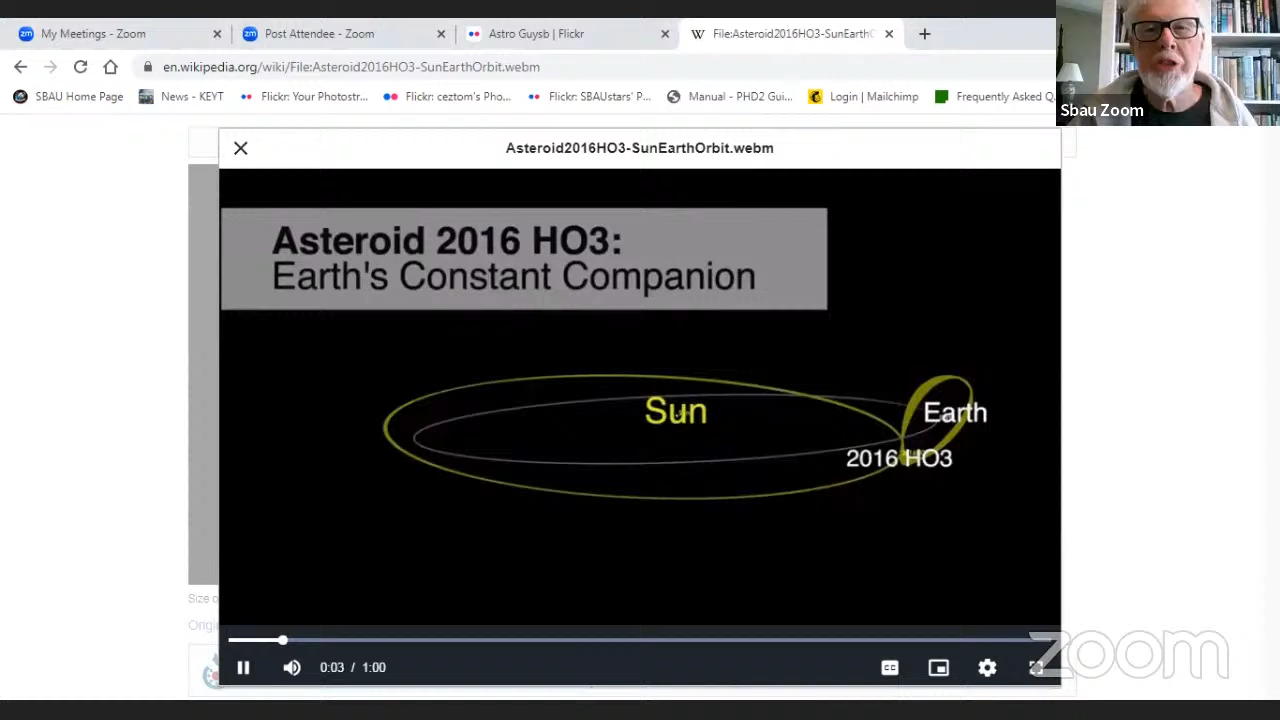 My Meetings - Zoom
Post Attendee - Zoom
Astro Guysb | Flickr
File:Asteroid2016HO3-SunEarthO
en.wikipedia.org/wiki/File:Asteroid2016HO3-SunEarthOrbit.webm
SBAU Home Page
News - KEYT
Flickr: Your Photostr...
Flickr: ceztom's Pho...
Flickr: SBAUstars' P...
Manual - PHD2 Gui...
Login | Mailchimp
Frequently Asked Q
Sbau Zoom
Asteroid2016HO3-SunEarthOrbit.webm
Asteroid 2016 HO3:
Earth's Constant Companion
Sun
Earth
2016 HO3
Size o
Origi
0:03 / 1:00
CC
zoom